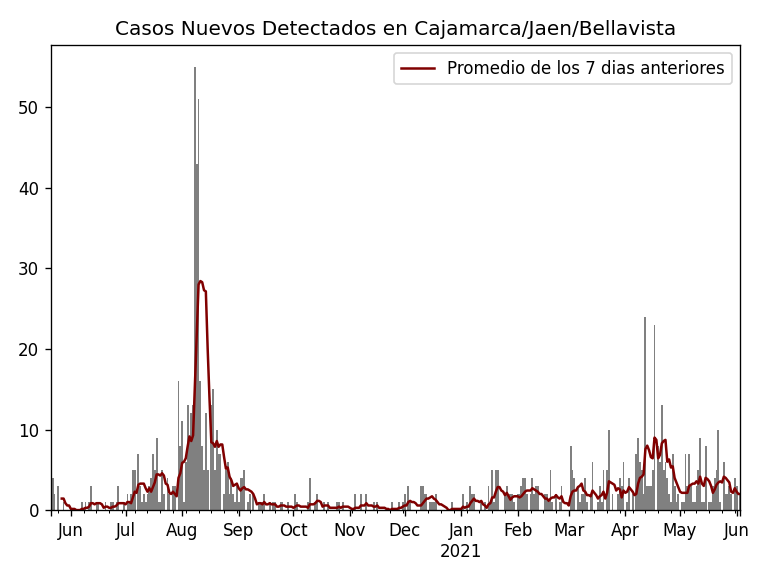 Casos Nuevos Detectados en Cajamarca/Jaen/Bellavista
Promedio de los 7 dias anteriores
50
40
30
20
10
0
Jun Jul Aug Sep Oct Nov Dec Jan Feb Mar Apr May Jun
2021